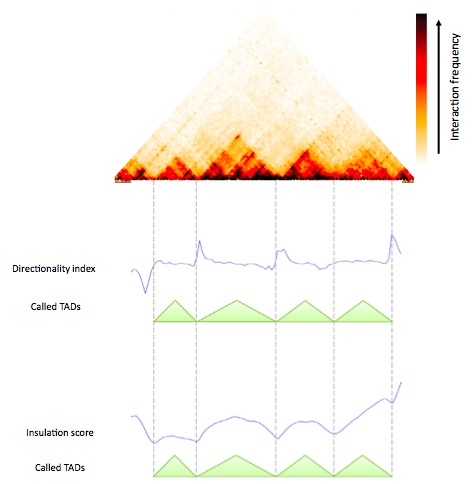 Interaction frequency
Directionality index
Called TADs
Insulation score
Called TADs